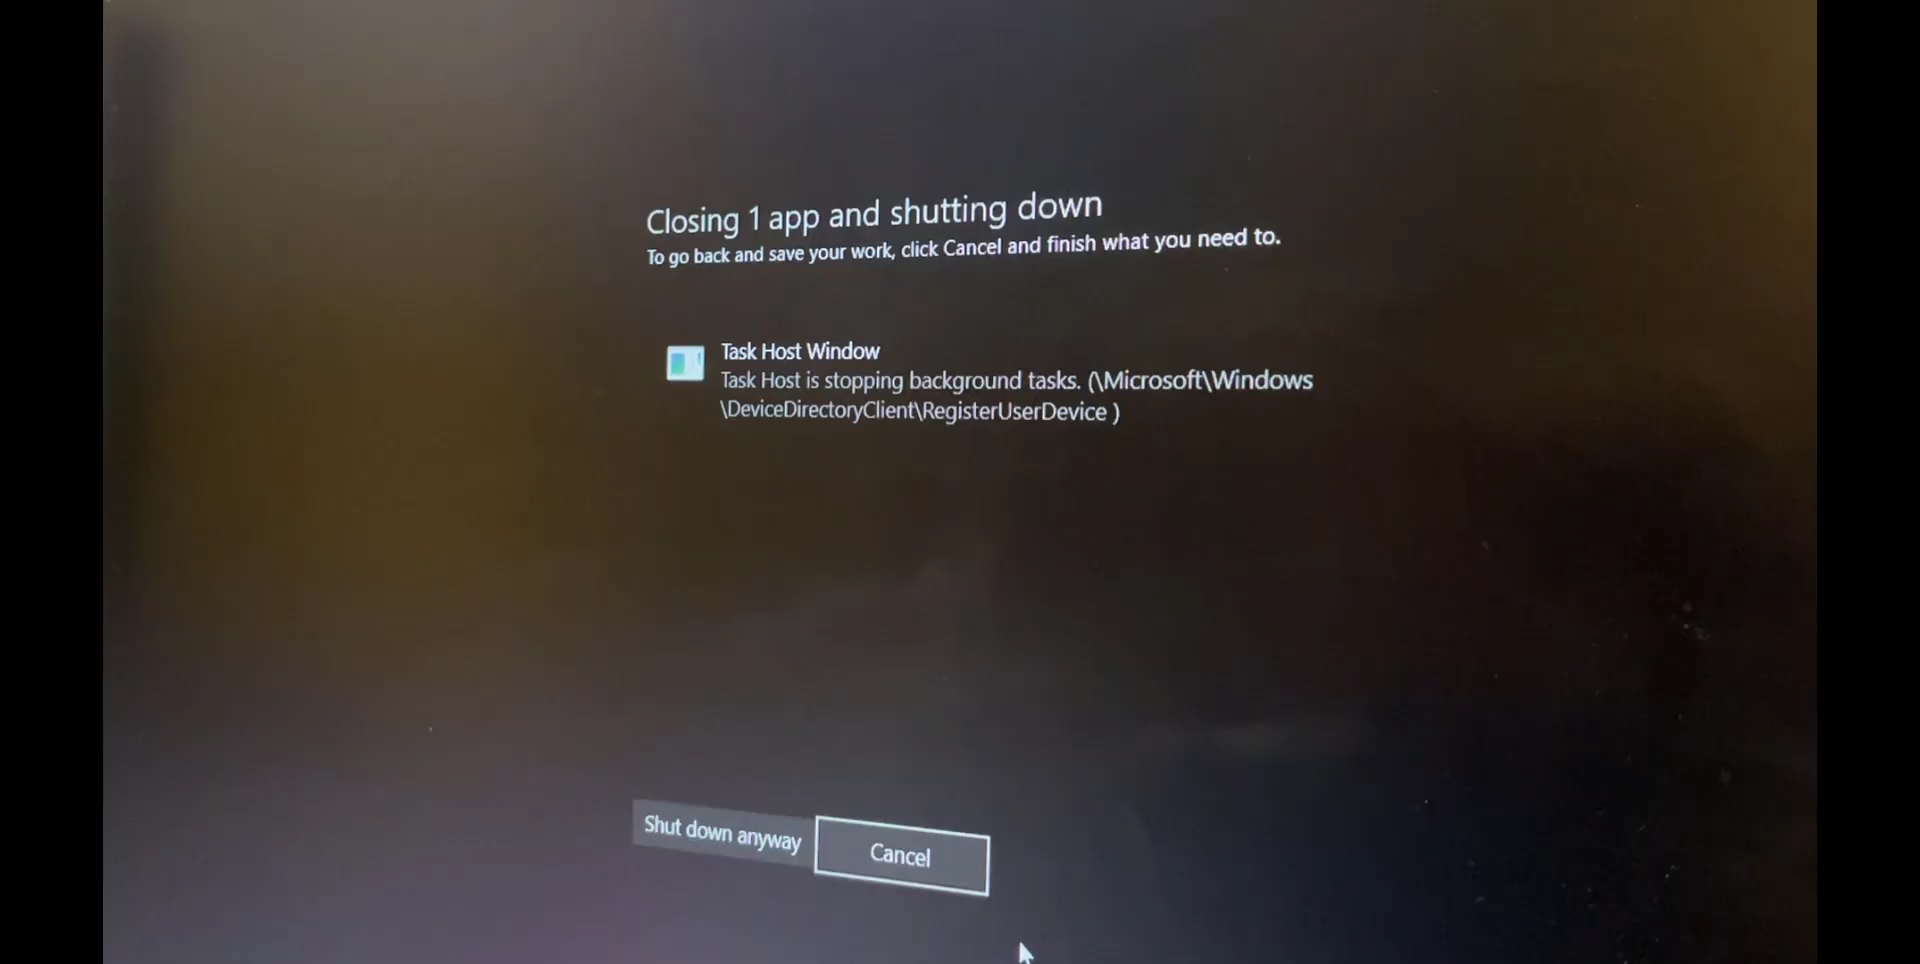 Closing 1 app and shutting down
To go back and save your work, click Cancel and finish what you need to.
Task Host Window
Task Host is stopping background tasks. (\Microsoft\Windows
\DeviceDirectoryClient\RegisterUserDevice )
Shut down anyway
Cancel